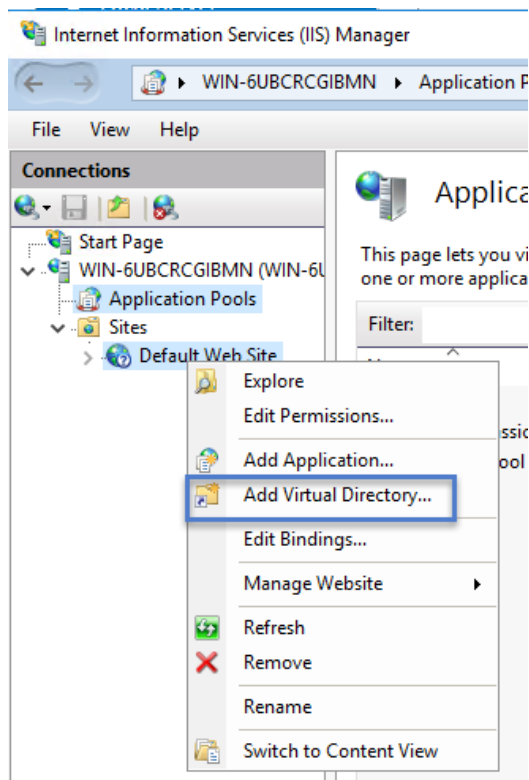 Internet Information Services (IIS) Manager
WIN-6UBCRCGIBMN Application P
File View Help
Connections
Start Page
WIN-6UBCRCGIBMN (WIN-6U
Application Pools
Sites
Default Web Site
Applica
This page lets you vi
one or more applica
Filter:
Explore
Edit Permissions...
Add Application...
Add Virtual Directory...
Edit Bindings...
Manage Website
Refresh
Remove
Rename
Switch to Content View
ssio
ool